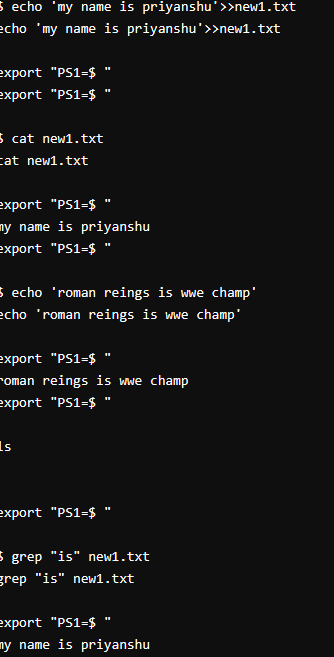 $ echo 'my name is priyanshu'>>new1.txt
echo 'my name is priyanshu'>>new1.txt
export "PS1=$ "
export "PS1=$ "
$ cat new1.txt
cat new1.txt
export "PS1=$ "
my name is priyanshu
export "PS1=$ "
$ echo 'roman reings is wwe champ'
echo 'roman reings is wwe champ'
export "PS1=$ "
roman reings is wwe champ
export "PS1=$ "
ls
export "PS1=$ "
$ grep "is" new1.txt
grep "is" new1.txt
export "PS1=$ "
my name is priyanshu